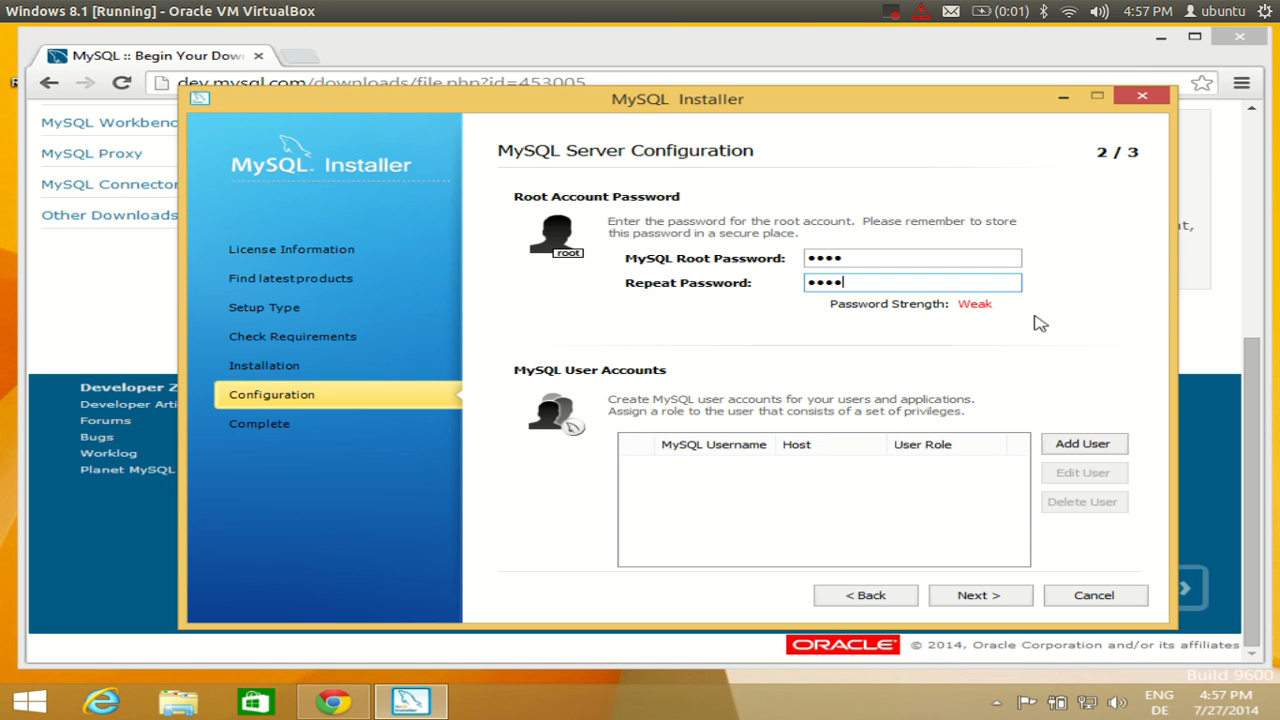 Windows 8.1 [Running] - Oracle VM VirtualBox
(0:01)
4:57 PM
ubuntu
MySQL :: Begin Your Dow
dev.mysql.com/downloads/file.php?id=453005
MySQL Workbenc
MySQL Proxy
MySQL Connector
Other Downloads
Developer Z
Developer Arti
Forums
Bugs
Worklog
Planet MySQL
MySQL Installer
MySQL Installer
License Information
Find latest products
Setup Type
Check Requirements
Installation
Configuration
Complete
MySQL Server Configuration
2 / 3
Root Account Password
root
Enter the password for the root account. Please remember to store
this password in a secure place.
MySQL Root Password: ••••
Repeat Password: ••••
Password Strength: Weak
MySQL User Accounts
Create MySQL user accounts for your users and applications.
Assign a role to the user that consists of a set of privileges.
MySQL Username
Host
User Role
Add User
Edit User
Delete User
< Back
Next >
Cancel
ORACLE
© 2014, Oracle Corporation and/or its affiliates
Build 9600
Installer
ENG
DE
4:57 PM
7/27/2014